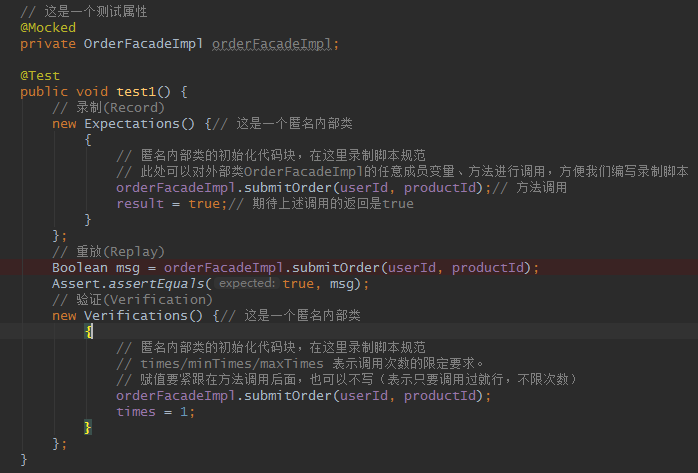 // 这是一个测试属性
@Mocked
private OrderFacadeImpl orderFacadeImpl;
@Test
public void test1() {
// 录制(Record)
new Expectations() {// 这是一个匿名内部类
{
// 匿名内部类的初始化代码块，在这里录制脚本规范
// 此处可以对外部类OrderFacadeImpl的任意成员变量、方法进行调用，方便我们编写录制脚本
orderFacadeImpl.submitOrder(userId, productId);// 方法调用
result = true;// 期待上述调用的返回是true
}
};
// 重放(Replay)
Boolean msg = orderFacadeImpl.submitOrder(userId, productId);
Assert.assertEquals( expected: true, msg);
// 验证(Verification)
new Verifications() {// 这是一个匿名内部类
{
// 匿名内部类的初始化代码块，在这里录制脚本规范
// times/minTimes/maxTimes 表示调用次数的限定要求。
// 赋值要紧跟在方法调用后面，也可以不写（表示只要调用过就行，不限次数）
orderFacadeImpl.submitOrder(userId, productId);
times = 1;
}
};
}